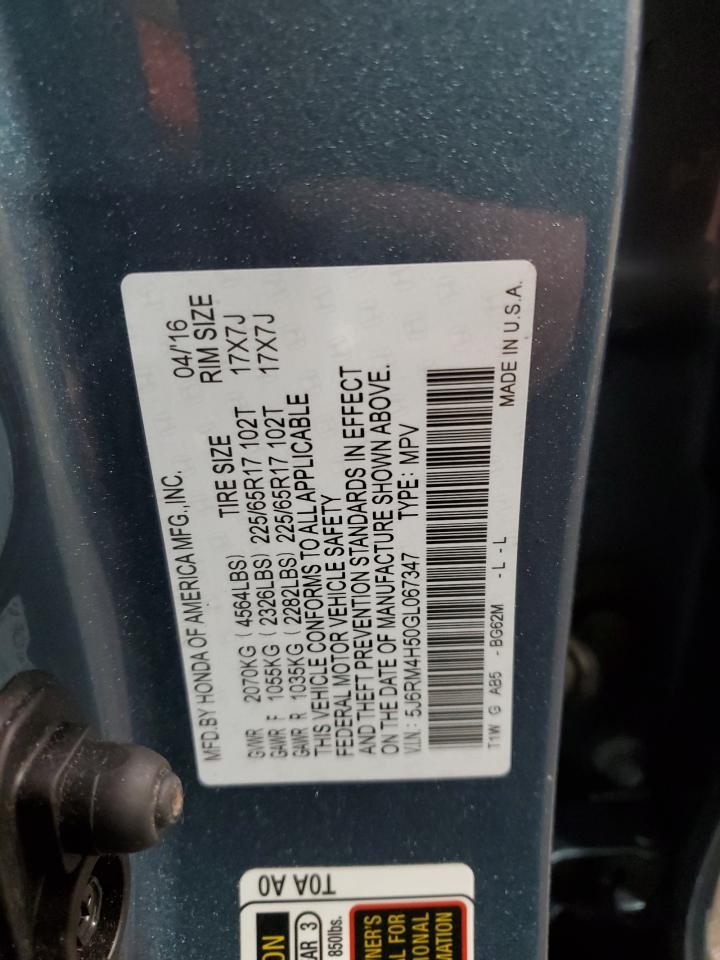 MFD.BY HONDA OF AMERICA MFG.,INC. 04/'16
TIRE SIZE RIM SIZE
GVWR 2070KG ( 4564LBS)
GAWR F 1055KG ( 2326LBS) 225/65R17 102T 17X7J
GAWR R 1035KG ( 2282LBS) 225/65R17 102T 17X7J
THIS VEHICLE CONFORMS TO ALL APPLICABLE
FEDERAL MOTOR VEHICLE SAFETY
AND THEFT PREVENTION STANDARDS IN EFFECT
ON THE DATE OF MANUFACTURE SHOWN ABOVE.
V.I.N.: 5J6RM4H50GL067347 TYPE: MPV
T1W G AB5 - BG62M - L - L
MADE IN U.S.A.
T0A A0
850lbs.